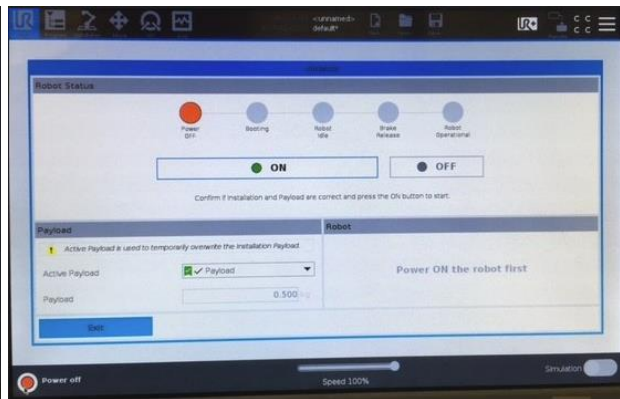 UR
<unnamed>
default*
UR+
C C
C C
Robot Status
Power
Off
Booting
Robot
Idle
Brake
Release
Robot
Operational
ON
OFF
Confirm if Installation and Payload are correct and press the ON button to start.
Payload
Robot
Active Payload is used to temporarily overwrite the Installation Payload
Active Payload
Payload
Power ON the robot first
Payload
0.500 kg
Exit
Power off
Speed 100%
Simulation